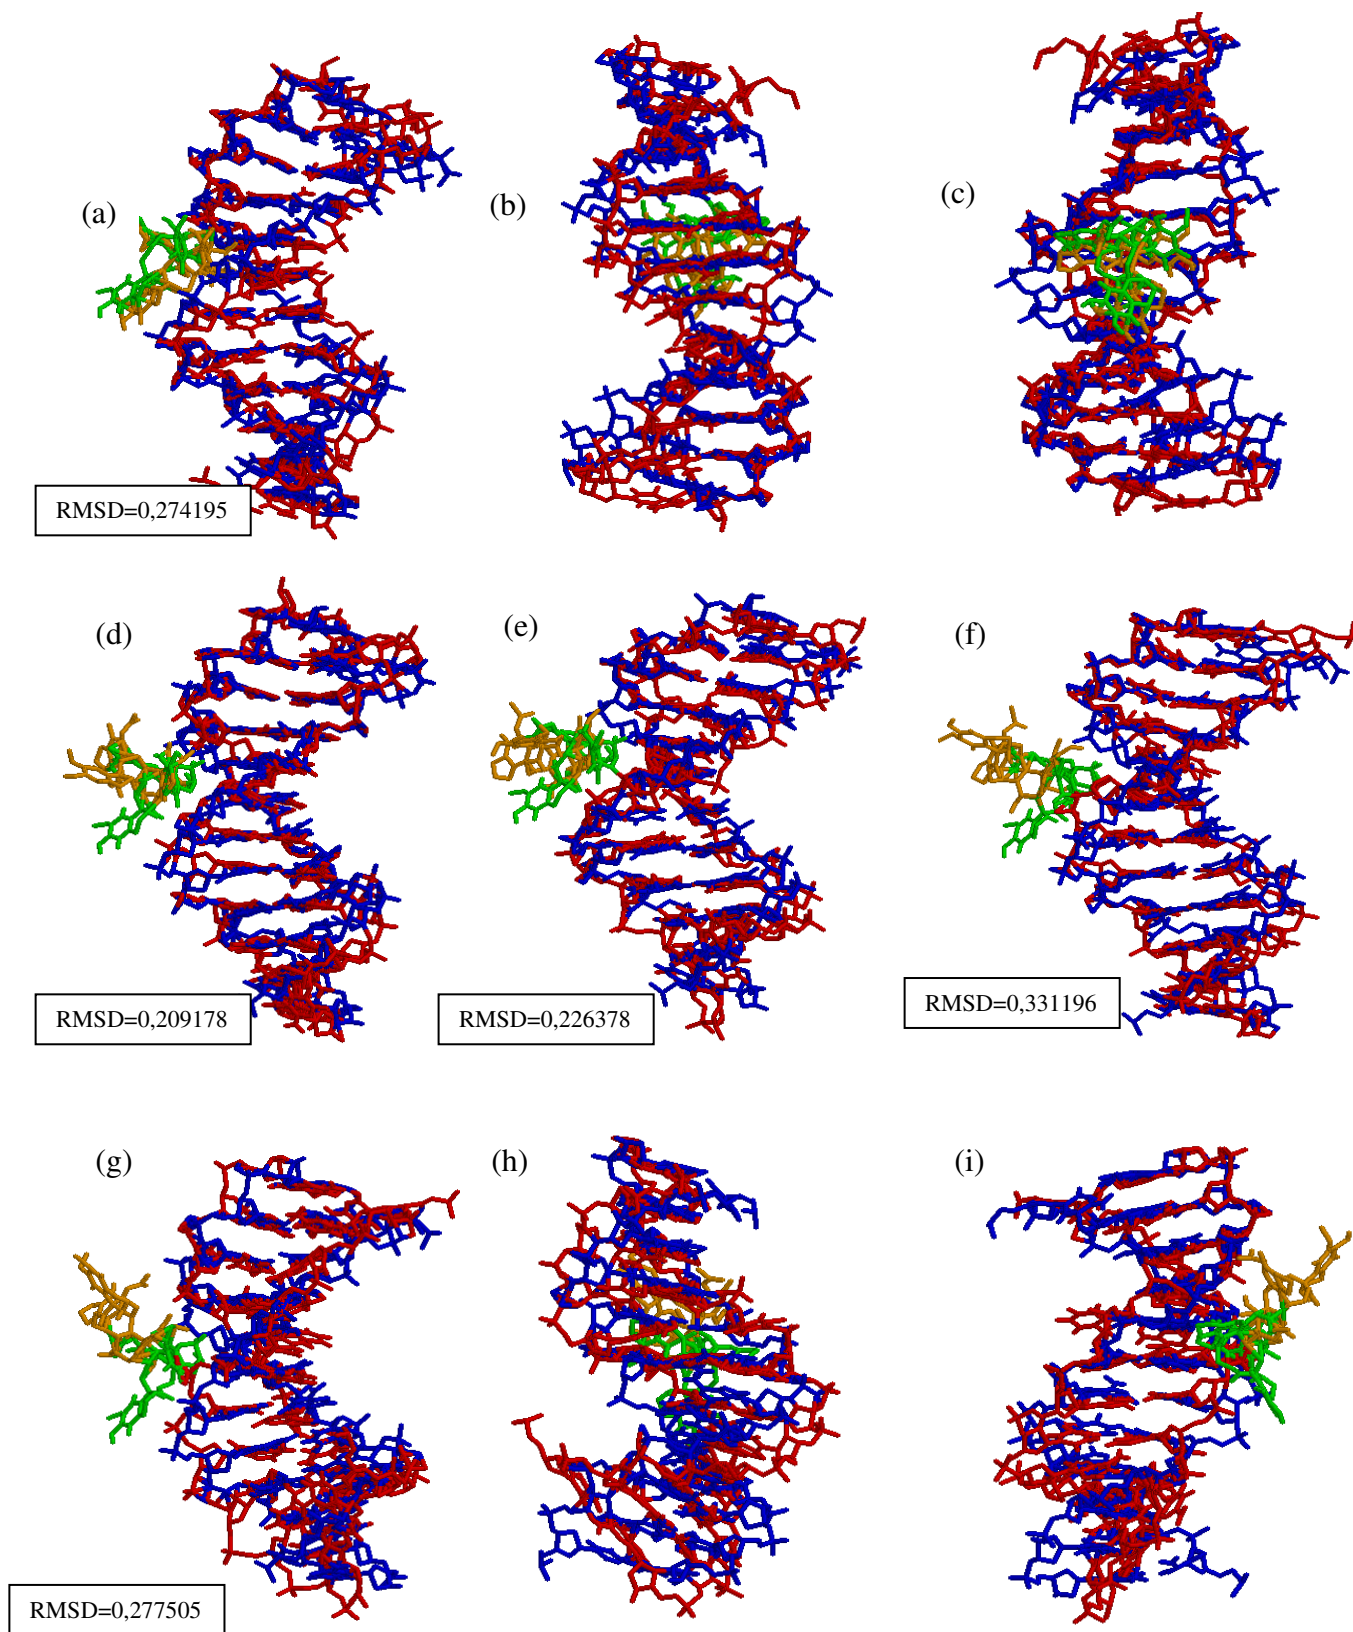 (a)
(b)
(c)
RMSD=0,274195
(d)
(e)
(f)
RMSD=0,209178
RMSD=0,226378
RMSD=0,331196
(g)
(h)
(i)
RMSD=0,277505